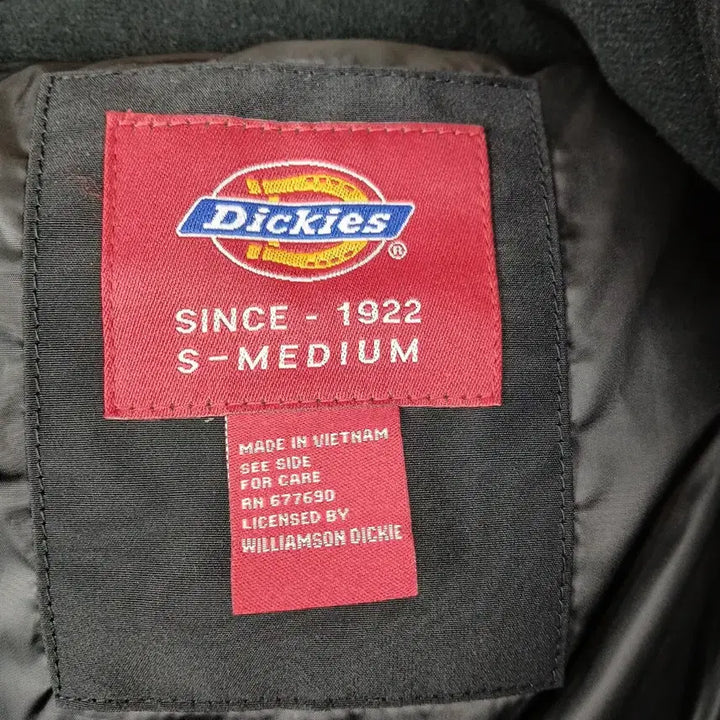 Dickies
®
SINCE - 1922
S-MEDIUM
MADE IN VIETNAM
SEE SIDE
FOR CARE
RN 677690
LICENSED BY
WILLIAMSON DICKIE